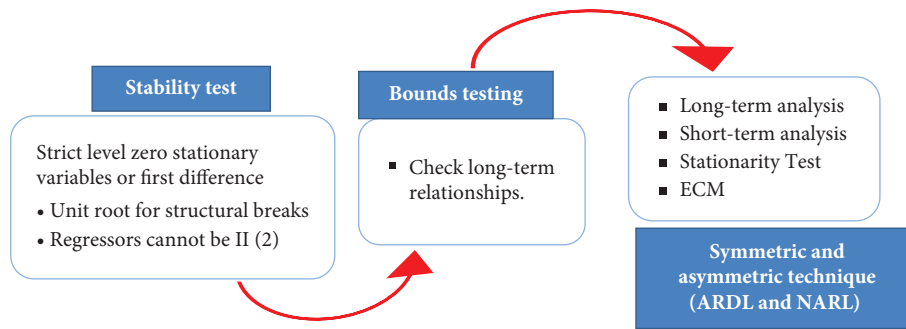 Stability test
Strict level zero stationary
variables or first difference
• Unit root for structural breaks
• Regressors cannot be II (2)
Bounds testing
▪ Check long-term
relationships.
▪ Long-term analysis
▪ Short-term analysis
▪ Stationarity Test
▪ ECM
Symmetric and
asymmetric technique
(ARDL and NARL)